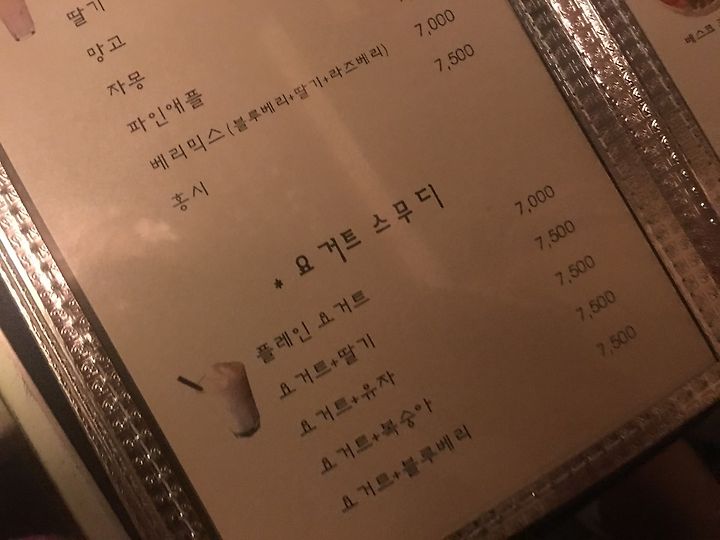 딸기
망고
자몽
파인애플
베리믹스(블루베리+딸기+라즈베리) 7,000
홍시 7,500
* 요거트 스무디
플레인 요거트 7,000
요거트+딸기 7,500
요거트+유자 7,500
요거트+복숭아 7,500
요거트+블루베리 7,500
베스트